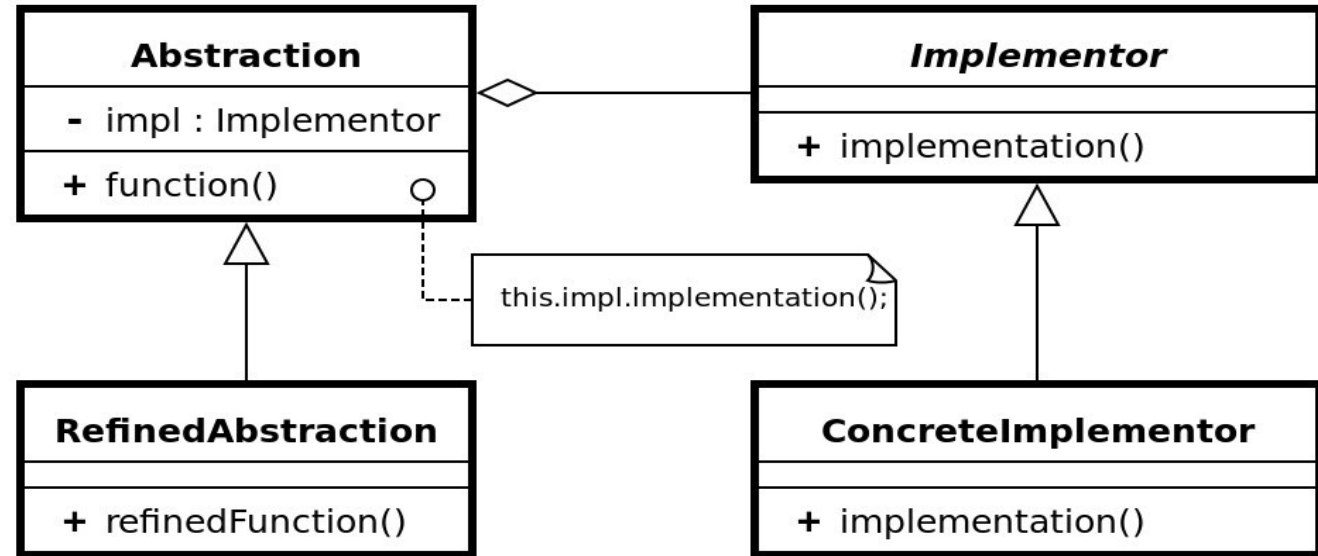 Abstraction
- impl : Implementor
+ function()
Implementor
+ implementation()
this.impl.implementation();
RefinedAbstraction
+ refinedFunction()
ConcreteImplementor
+ implementation()